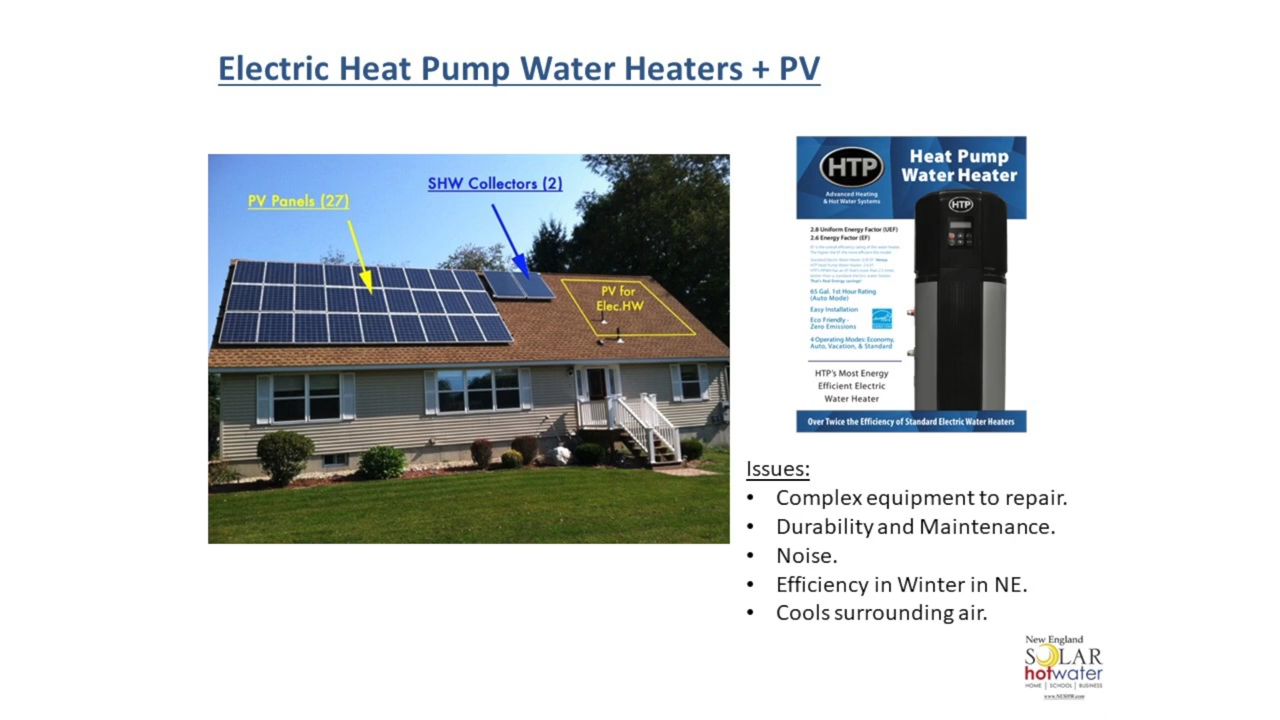 Electric Heat Pump Water Heaters + PV
PV Panels (27)
SHW Collectors (2)
PV for
Elec.HW
HTP
Advanced Heating
& Hot Water Systems
Heat Pump
Water Heater
HTP
2.8 Uniform Energy Factor (UEF)
2.6 Energy Factor (EF)
65 Gal. 1st Hour Rating
(Auto Mode)
Easy Installation
Eco Friendly -
Zero Emissions
4 Operating Modes: Economy,
Auto, Vacation, & Standard
HTP's Most Energy
Efficient Electric
Water Heater
Over Twice the Efficiency of Standard Electric Water Heaters
Issues:
• Complex equipment to repair.
• Durability and Maintenance.
• Noise.
• Efficiency in Winter in NE.
• Cools surrounding air.
New England
SOLAR
hotwater
HOME | SCHOOL | BUSINESS
www.NESHW.com